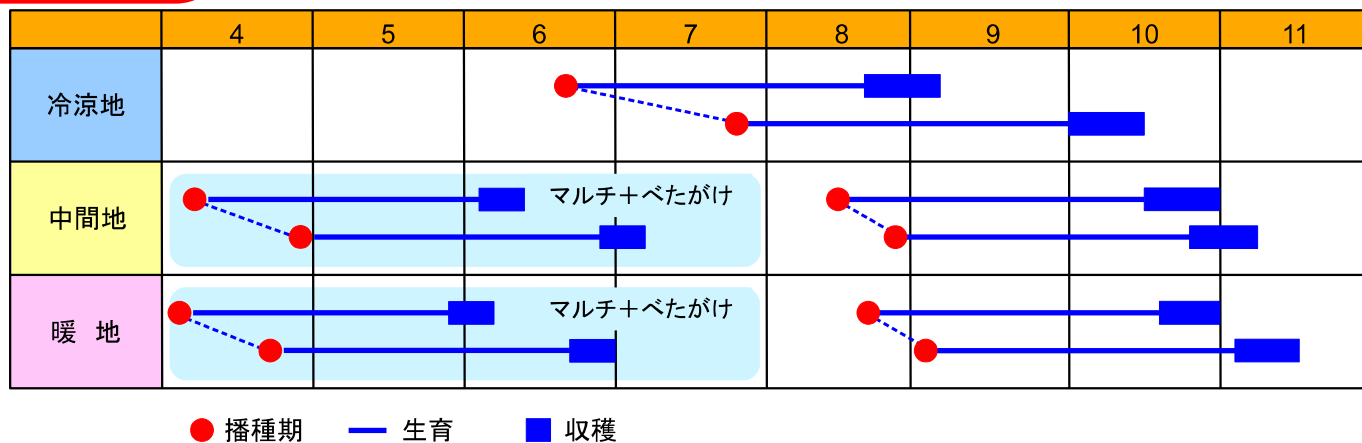 4 5 6 7 8 9 10 11
冷涼地
中間地 マルチ＋べたがけ
暖 地 マルチ＋べたがけ
播種期 生育 収穫